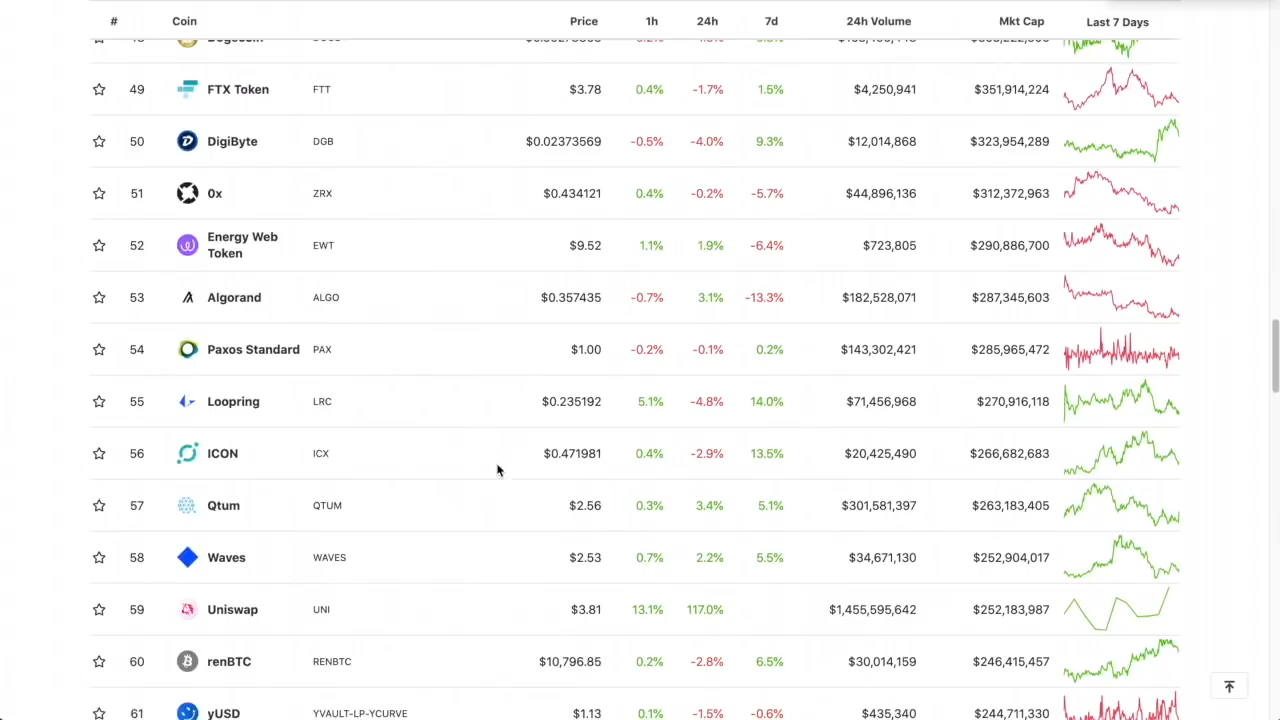 # Coin Price 1h 24h 7d 24h Volume Mkt Cap Last 7 Days
49 FTX Token FTT $3.78 0.4% -1.7% 1.5% $4,250,941 $351,914,224
50 DigiByte DGB $0.02373569 -0.5% -4.0% 9.3% $12,014,868 $323,954,289
51 0x ZRX $0.434121 0.4% -0.2% -5.7% $44,896,136 $312,372,963
52 Energy Web Token EWT $9.52 1.1% 1.9% -6.4% $723,805 $290,886,700
53 Algorand ALGO $0.357435 -0.7% 3.1% -13.3% $182,528,071 $287,345,603
54 Paxos Standard PAX $1.00 -0.2% -0.1% 0.2% $143,302,421 $285,965,472
55 Loopring LRC $0.235192 5.1% -4.8% 14.0% $71,456,968 $270,916,118
56 ICON ICX $0.471981 0.4% -2.9% 13.5% $20,425,490 $266,682,683
57 Qtum QTUM $2.56 0.3% 3.4% 5.1% $301,581,397 $263,183,405
58 Waves WAVES $2.53 0.7% 2.2% 5.5% $34,671,130 $252,904,017
59 Uniswap UNI $3.81 13.1% 117.0% $1,455,595,642 $252,183,987
60 renBTC RENBTC $10,796.85 0.2% -2.8% 6.5% $30,014,159 $246,415,457
61 yUSD YVAULT-LP-YCURVE $1.13 0.1% -1.5% -0.6% $435,340 $244,711,330